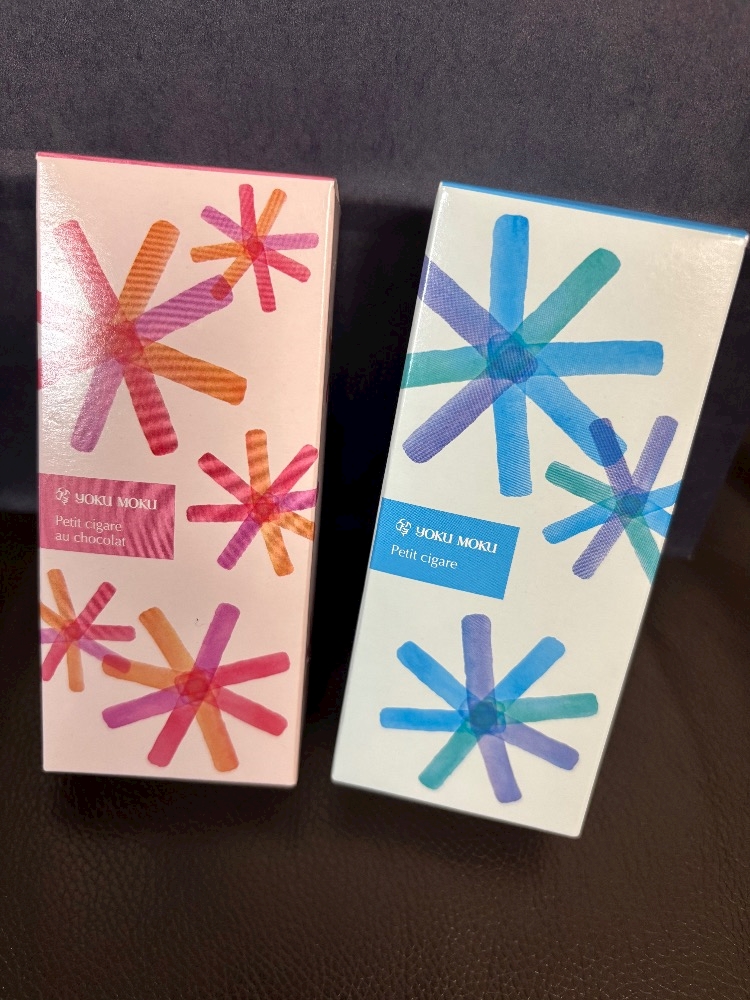 YOKU MOKU
Petit cigare
au chocolat
YOKU MOKU
Petit cigare